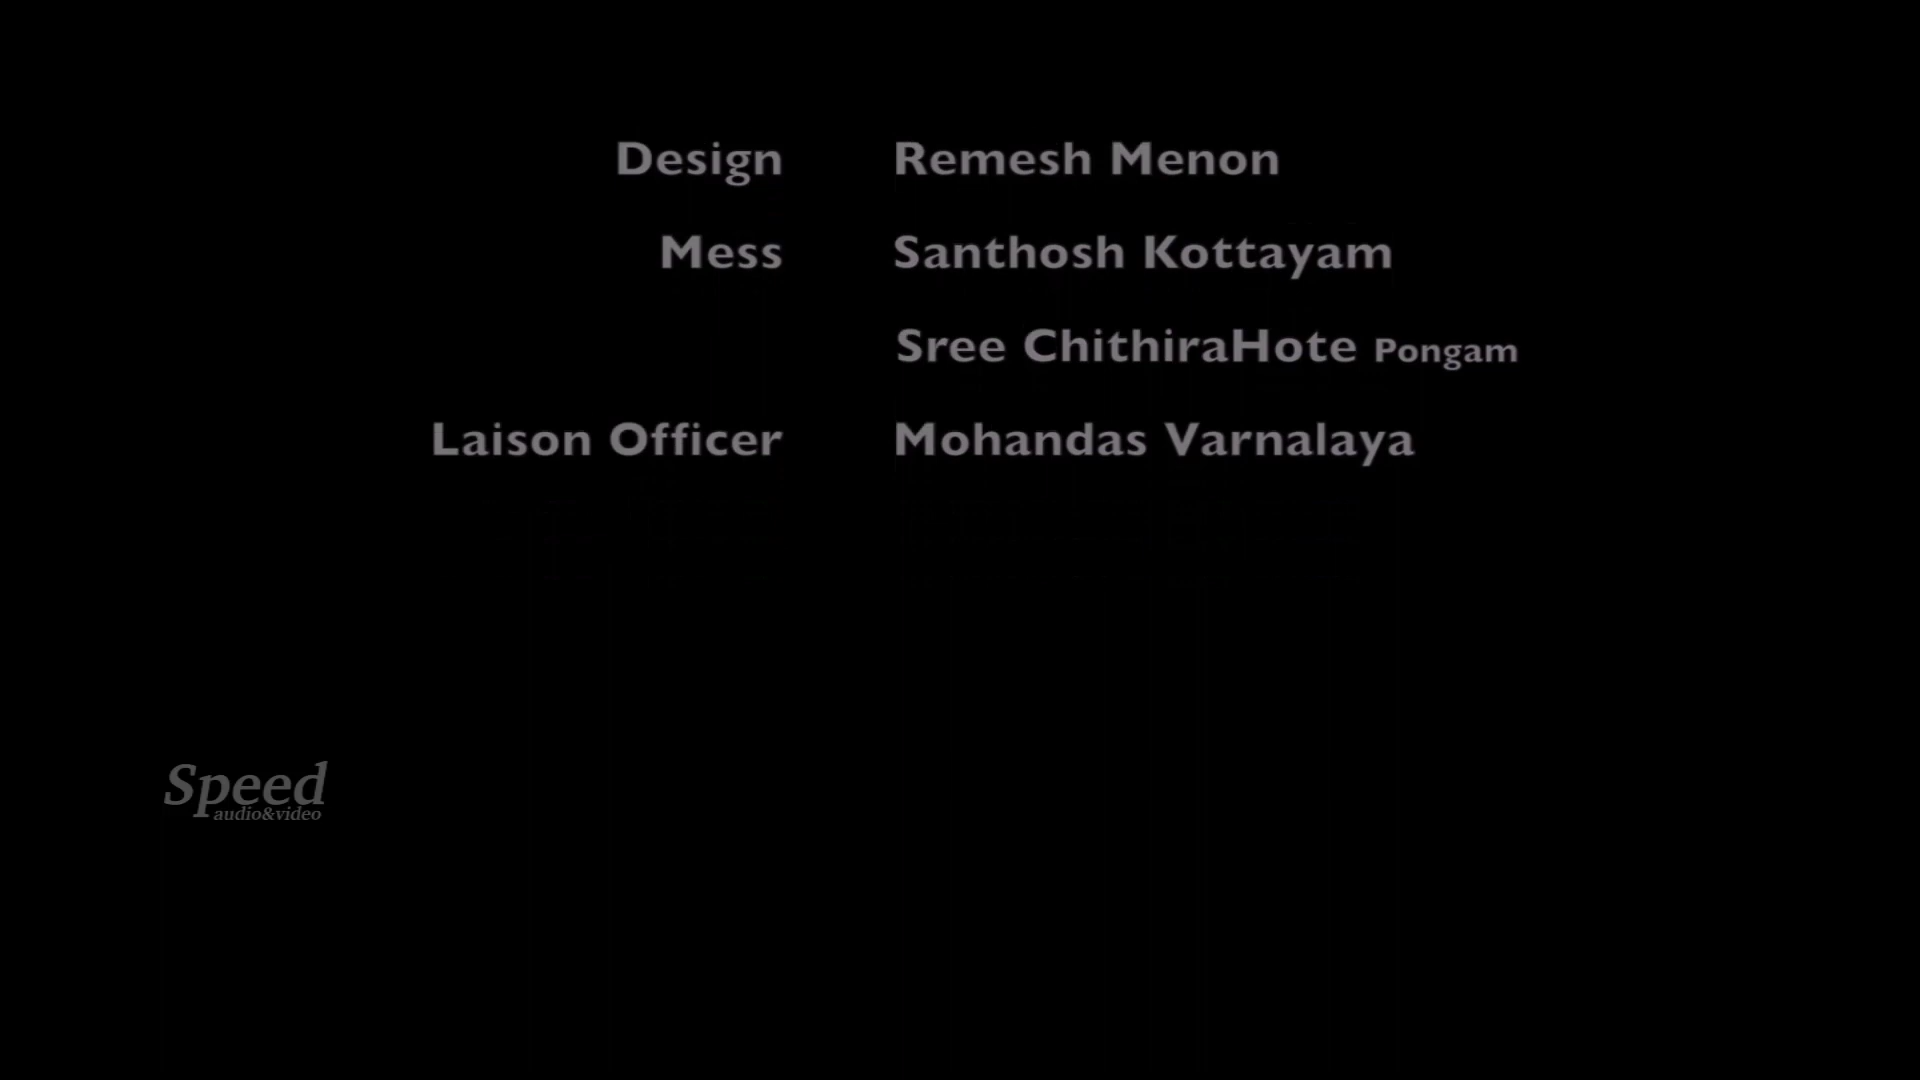 Design Remesh Menon
Mess Santhosh Kottayam
Sree ChithiraHote Pongam
Laison Officer Mohandas Varnalaya
Speed
audio&video